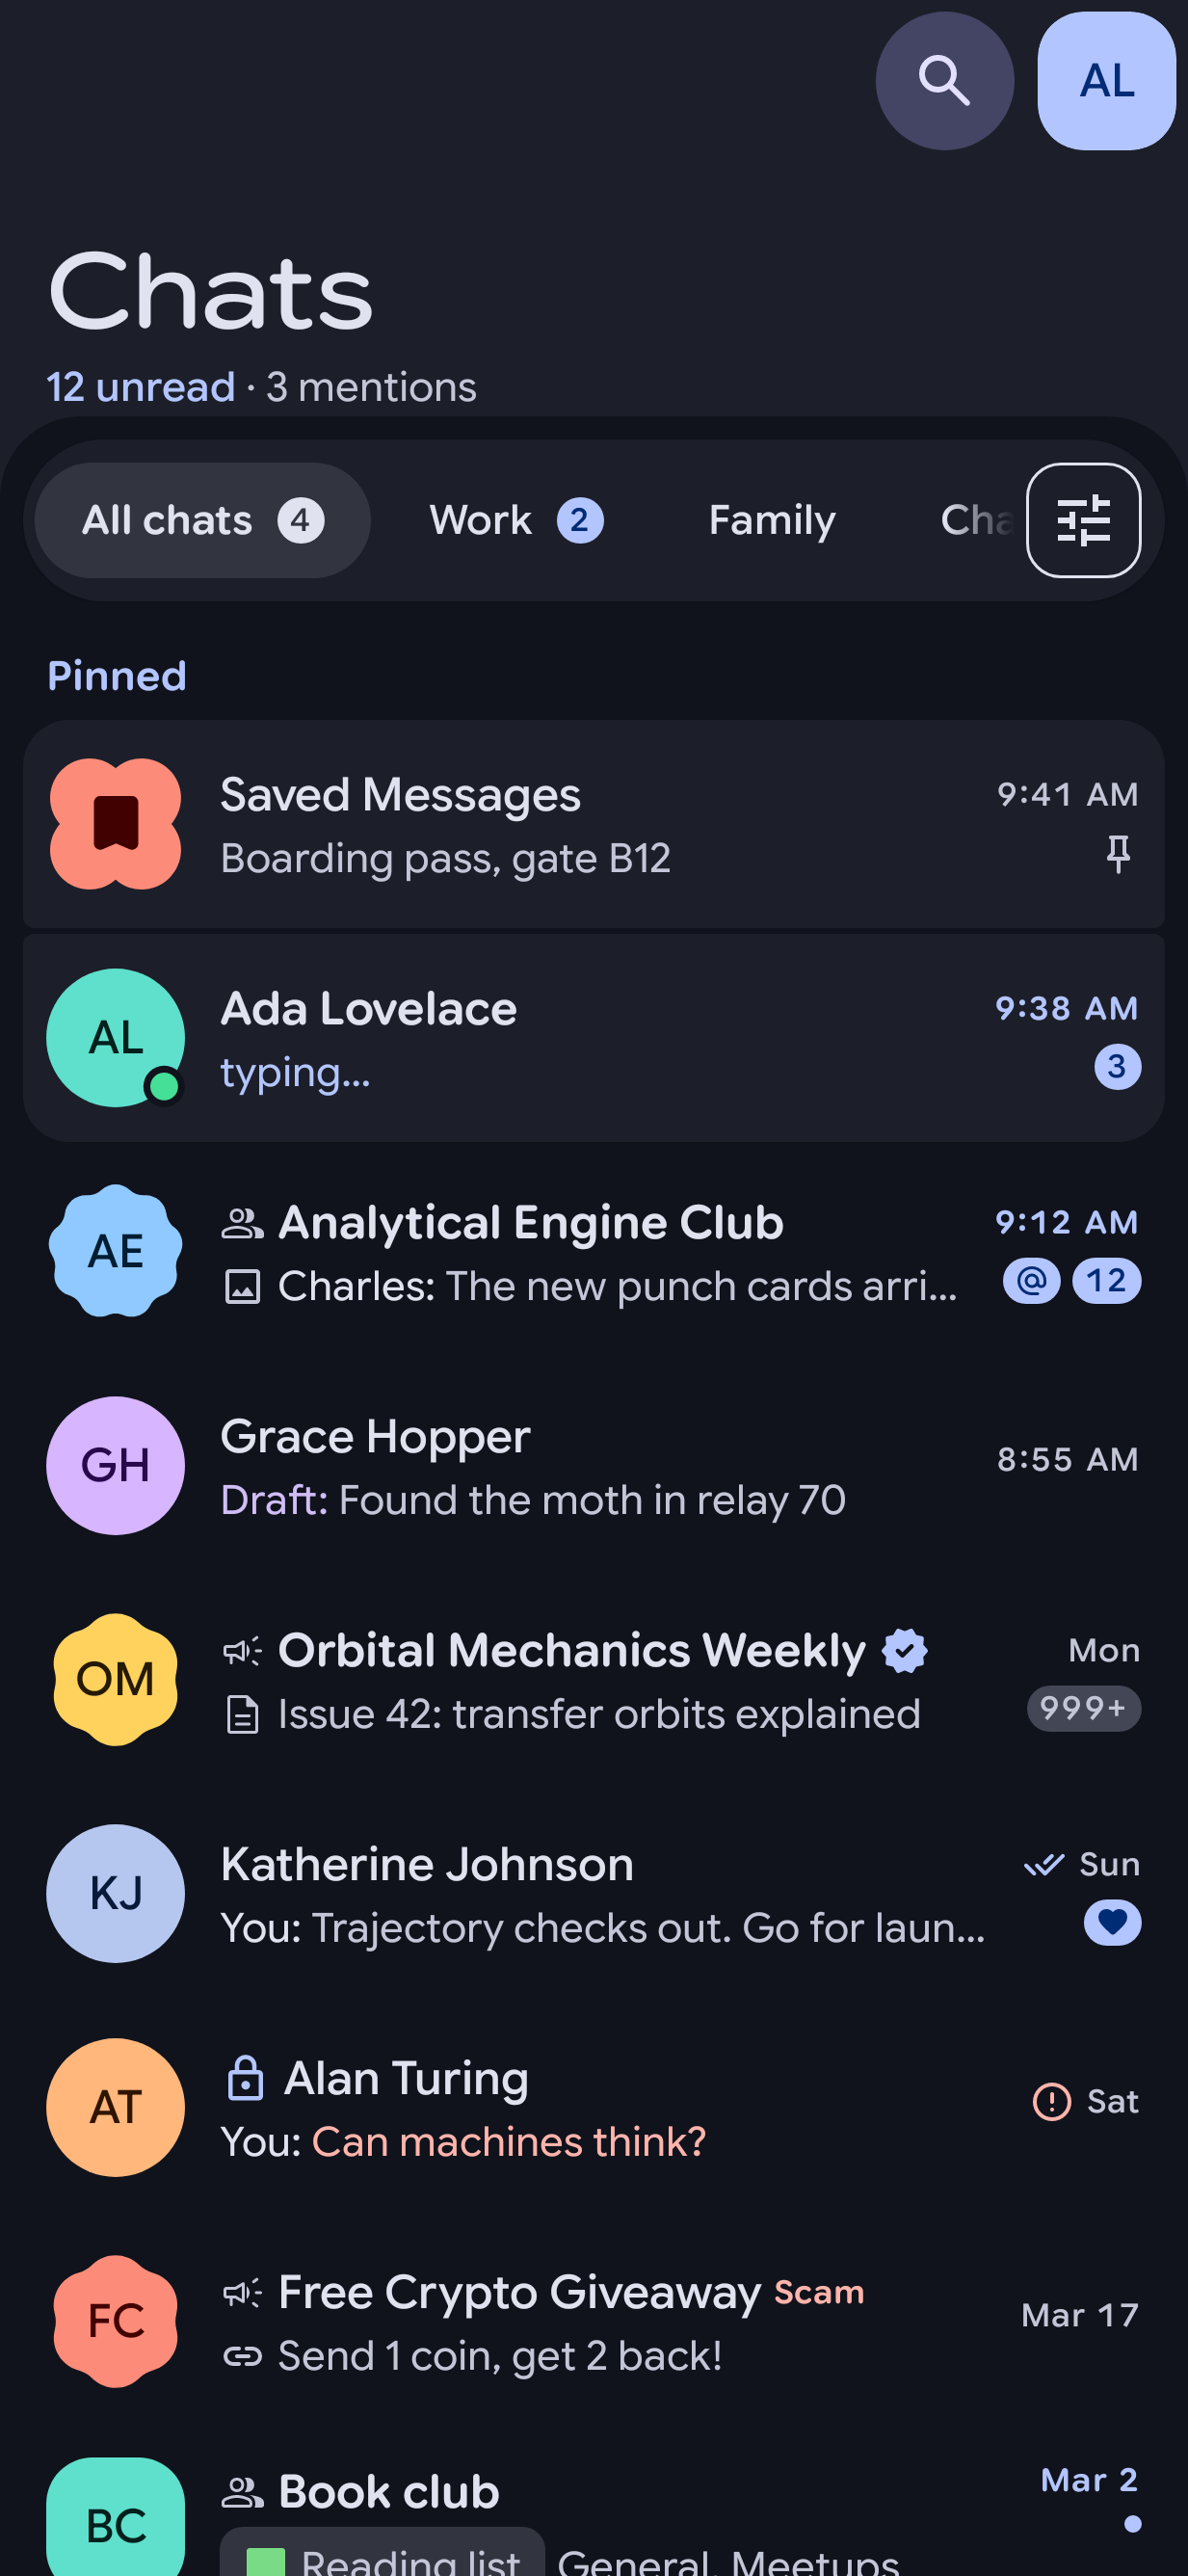 AL
Chats
12 unread · 3 mentions
All chats 4 Work 2 Family Cha
Pinned
Saved Messages 9:41 AM
Boarding pass, gate B12
AL Ada Lovelace 9:38 AM
typing... 3
AE Analytical Engine Club 9:12 AM
Charles: The new punch cards arri... @ 12
GH Grace Hopper 8:55 AM
Draft: Found the moth in relay 70
OM Orbital Mechanics Weekly Mon
Issue 42: transfer orbits explained 999+
KJ Katherine Johnson Sun
You: Trajectory checks out. Go for laun...
AT Alan Turing Sat
You: Can machines think?
FC Free Crypto Giveaway Scam Mar 17
Send 1 coin, get 2 back!
BC Book club Mar 2
Reading list General, Meetups